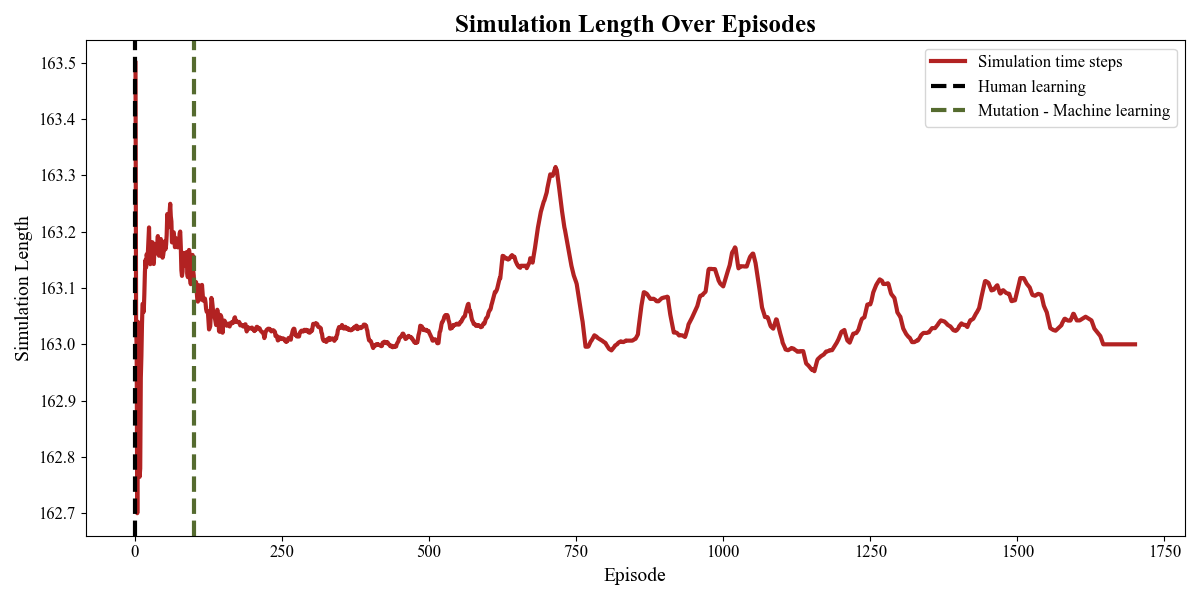 Simulation Length Over Episodes
Simulation time steps
Human learning
Mutation - Machine learning
Simulation Length
163.5
163.4
163.3
163.2
163.1
163.0
162.9
162.8
162.7
0 250 500 750 1000 1250 1500 1750
Episode